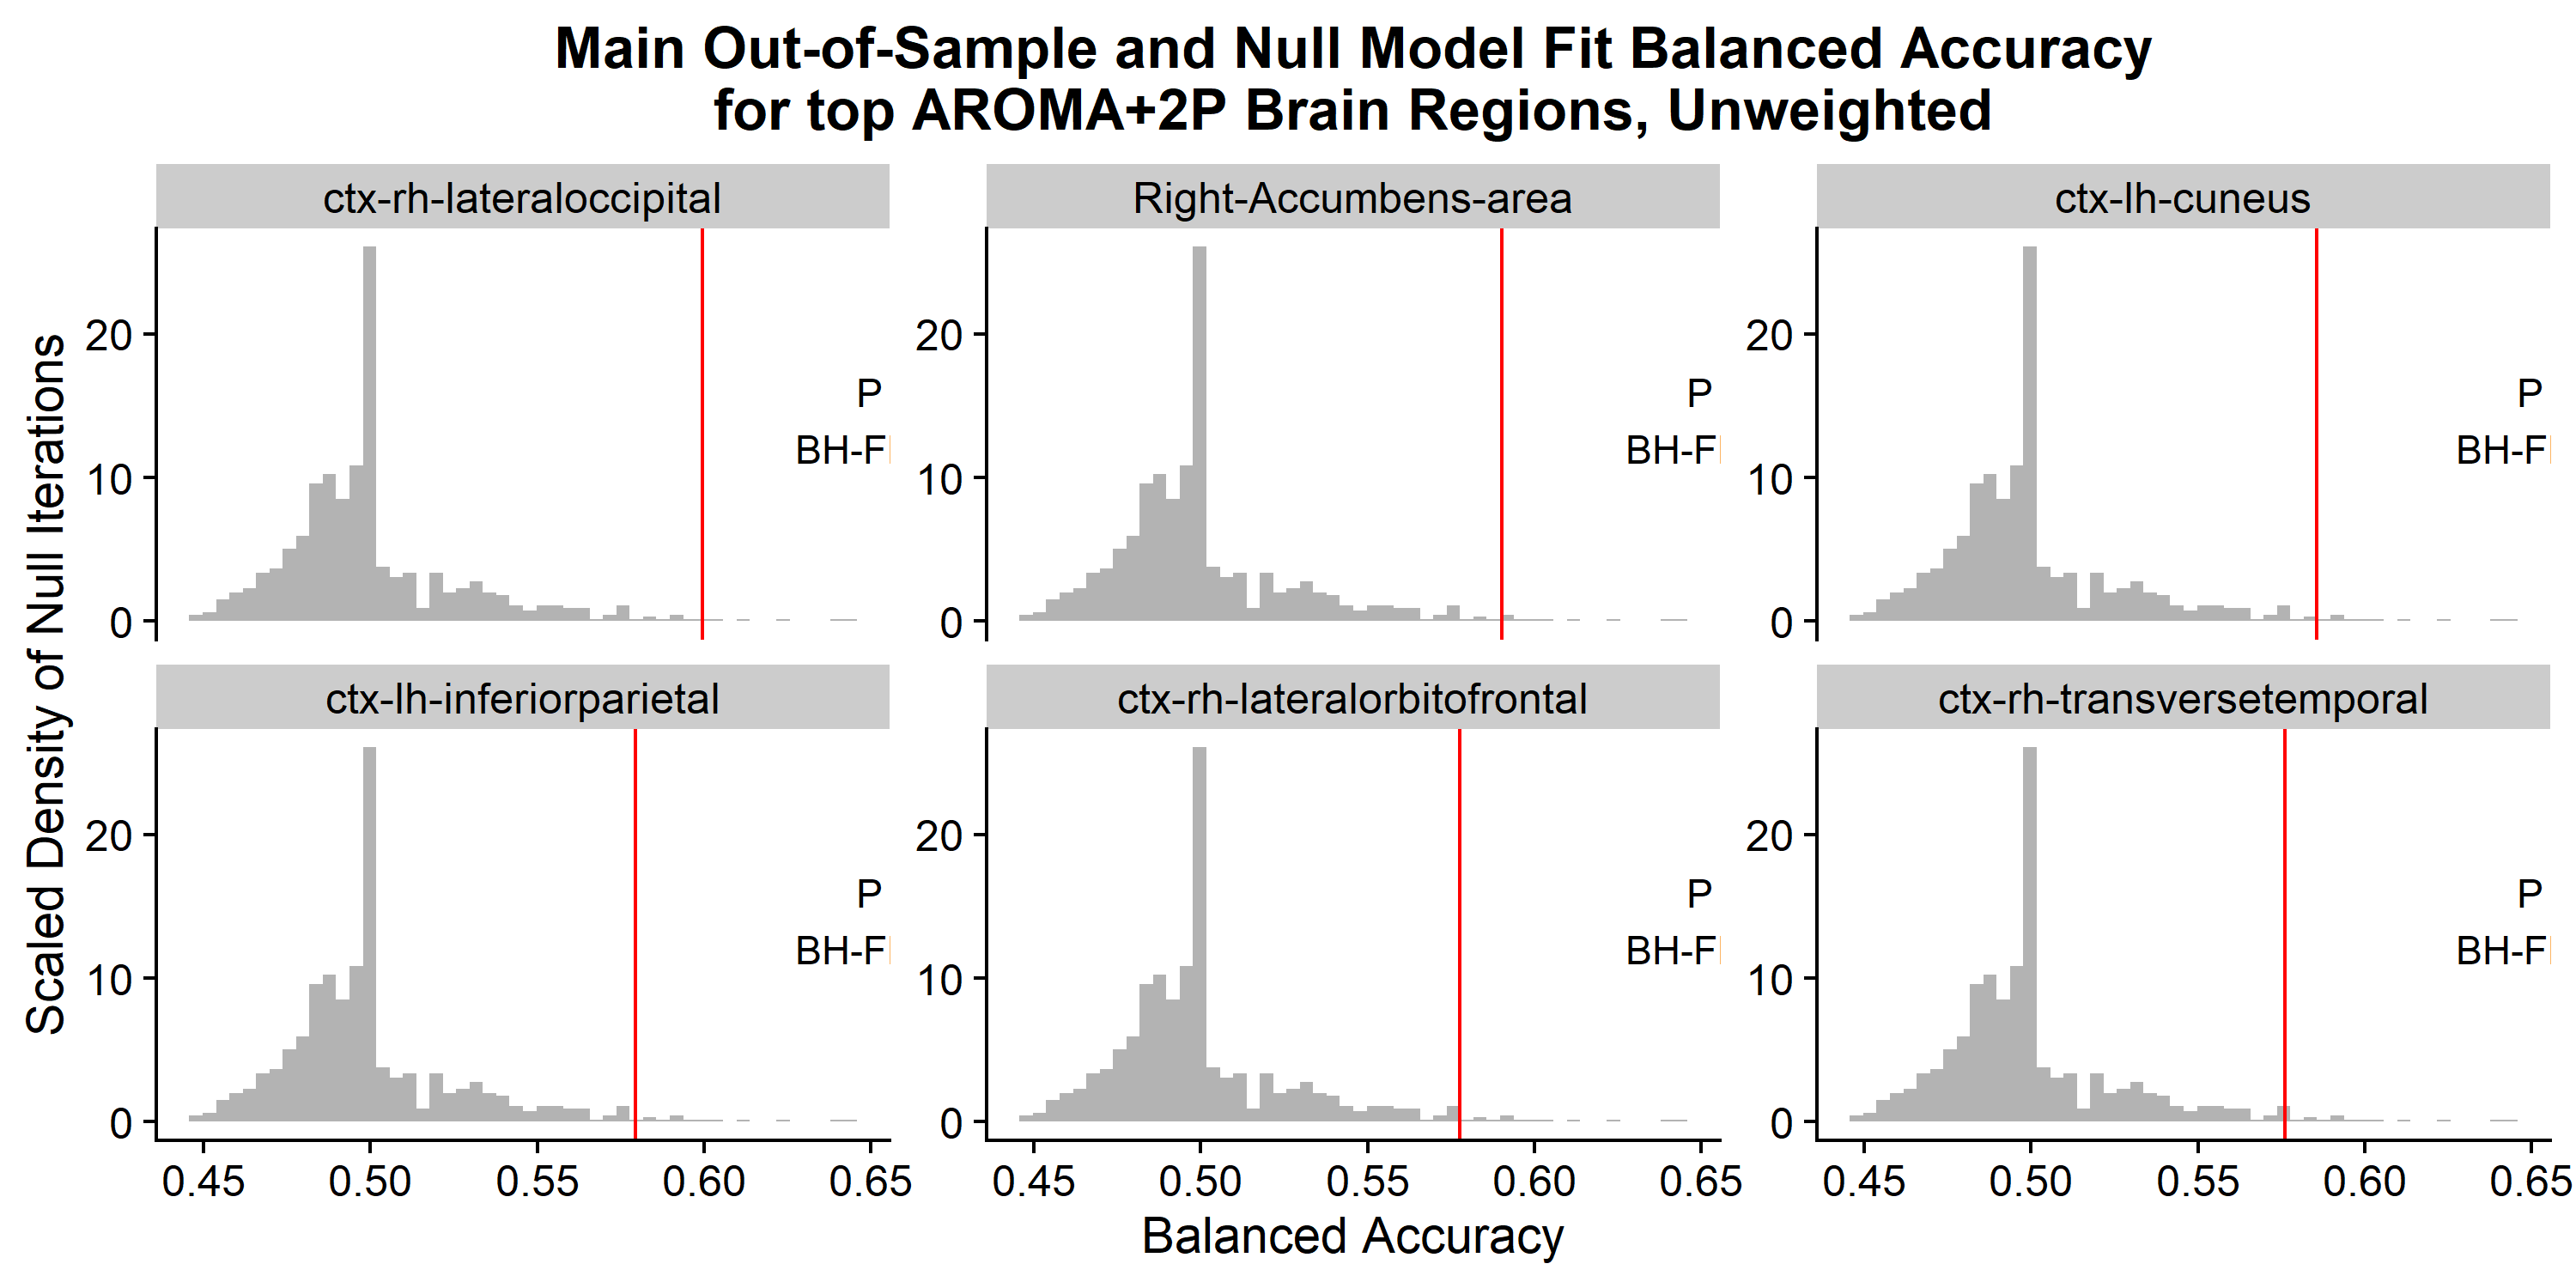 Main Out-of-Sample and Null Model Fit Balanced Accuracy
for top AROMA+2P Brain Regions, Unweighted
Scaled Density of Null Iterations
ctx-rh-lateraloccipital
20
10
0
P
BH-F
Right-Accumbens-area
20
10
0
P
BH-F
ctx-lh-cuneus
20
10
0
P
BH-F
ctx-lh-inferiorparietal
20
10
0
P
BH-F
0.45 0.50 0.55 0.60 0.65
ctx-rh-lateralorbitofrontal
20
10
0
P
BH-F
0.45 0.50 0.55 0.60 0.65
ctx-rh-transversetemporal
20
10
0
P
BH-F
0.45 0.50 0.55 0.60 0.65
Balanced Accuracy